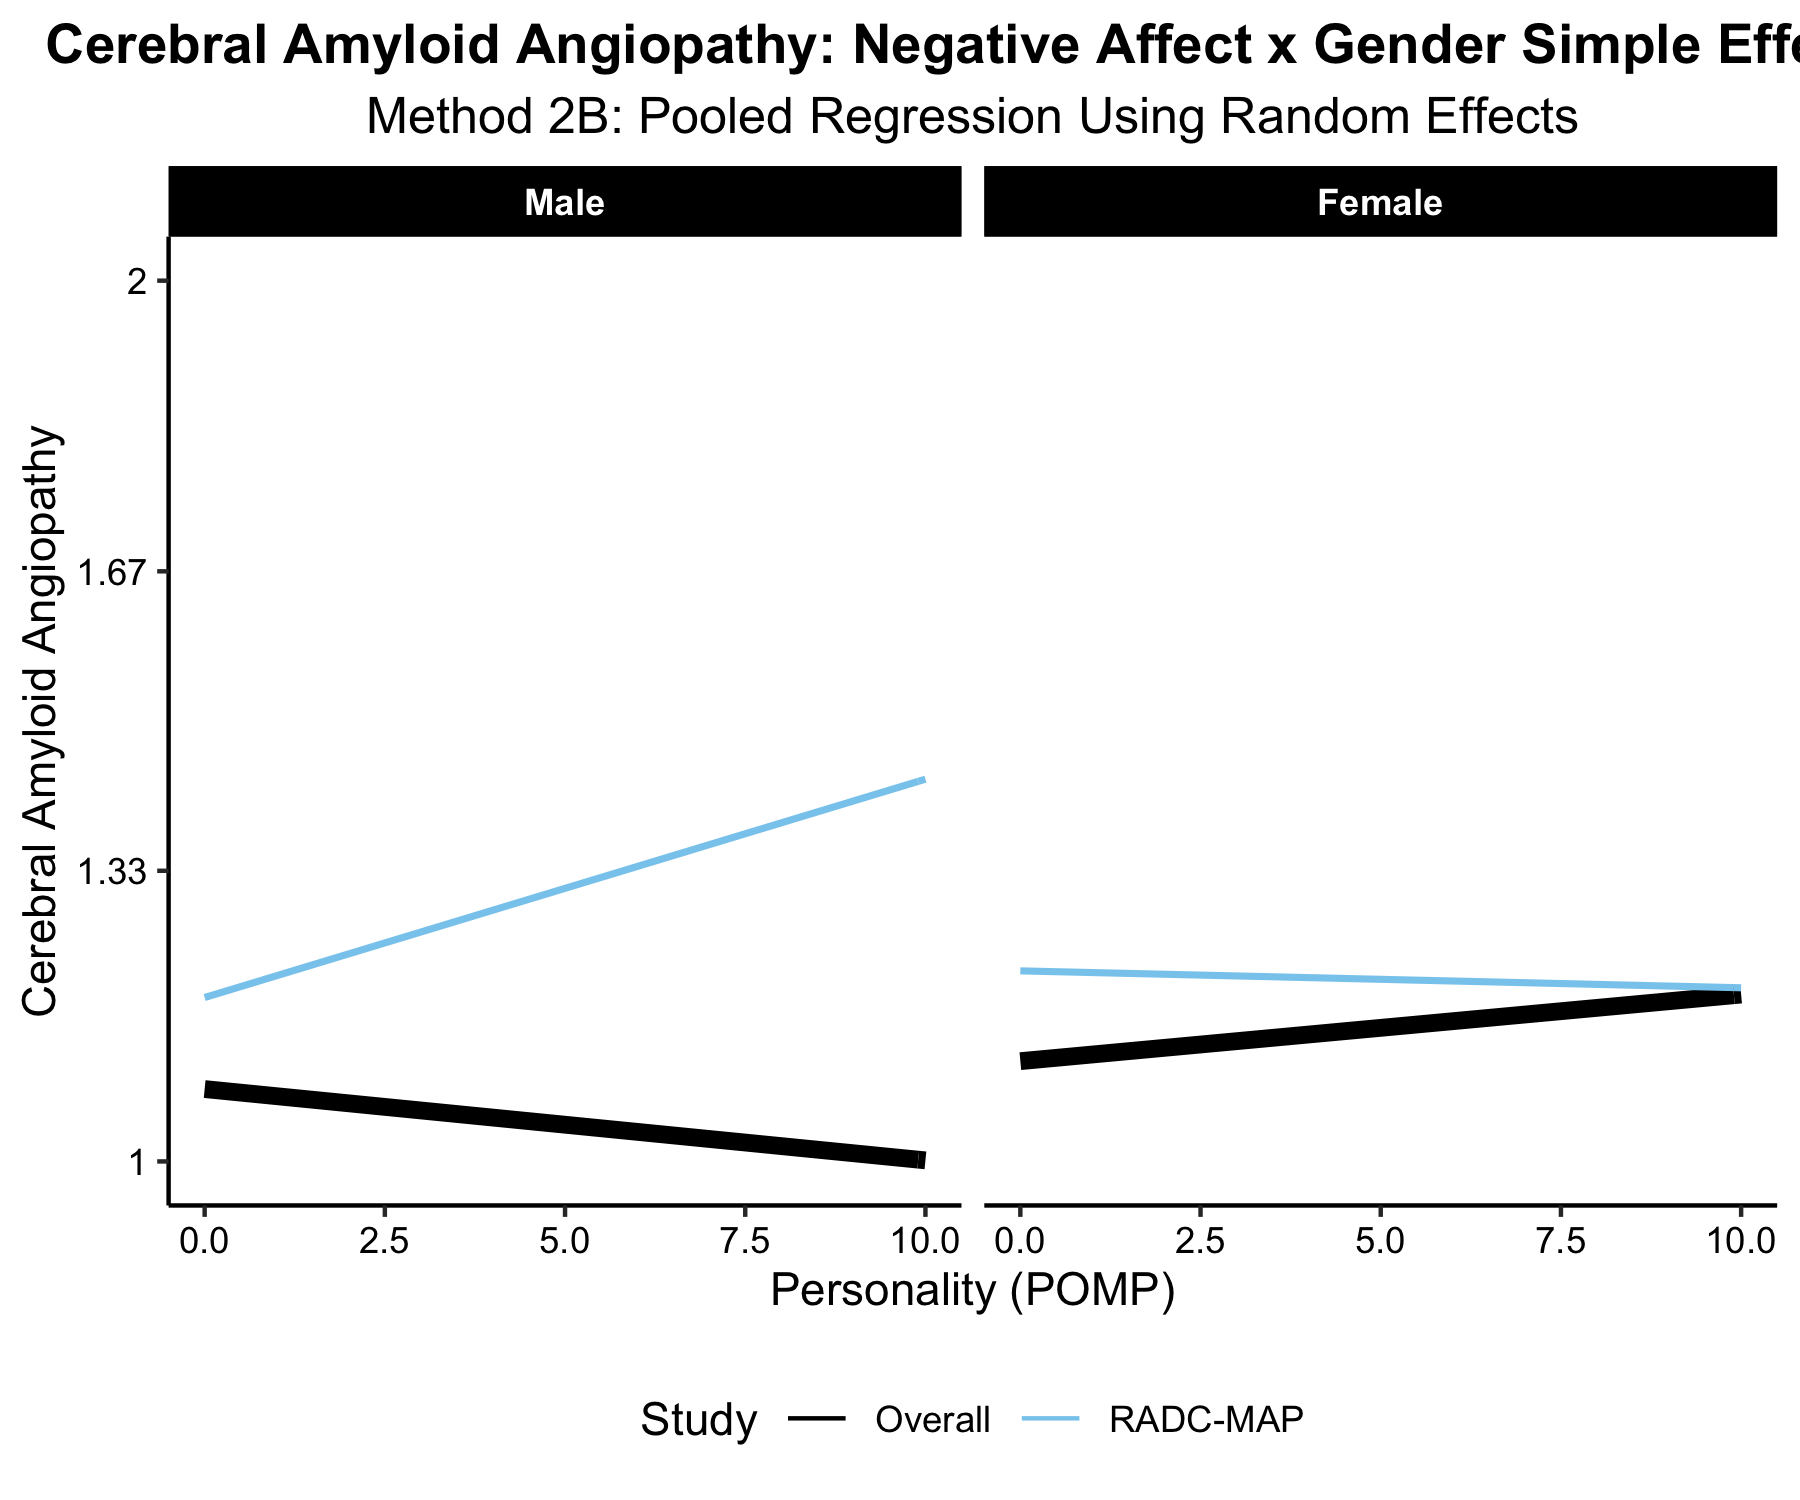 Cerebral Amyloid Angiopathy: Negative Affect x Gender Simple Effe
Method 2B: Pooled Regression Using Random Effects
Male
Female
Cerebral Amyloid Angiopathy
2
1.67
1.33
1
0.0 2.5 5.0 7.5 10.0
0.0 2.5 5.0 7.5 10.0
Personality (POMP)
Study Overall RADC-MAP